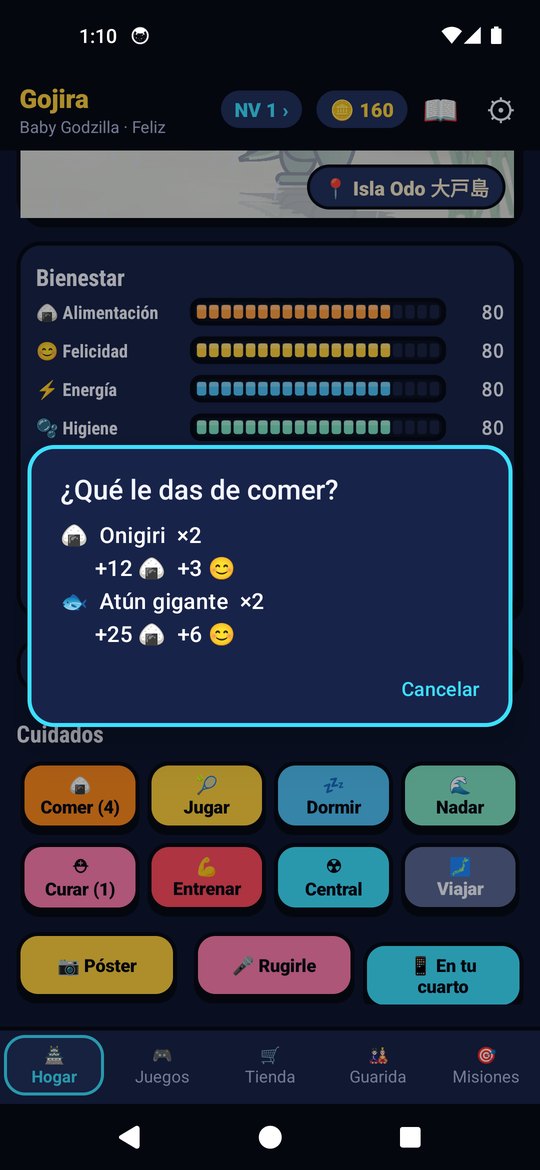 1:10
Gojira
Baby Godzilla · Feliz
NV 1 ›
160
Isla Odo 大戸島
Bienestar
Alimentación 80
Felicidad 80
Energía 80
Higiene 80
¿Qué le das de comer?
Onigiri ×2
+12 +3
Atún gigante ×2
+25 +6
Cancelar
Cuidados
Comer (4)
Jugar
Dormir
Nadar
Curar (1)
Entrenar
Central
Viajar
Póster
Rugirle
En tu
cuarto
Hogar
Juegos
Tienda
Guarida
Misiones